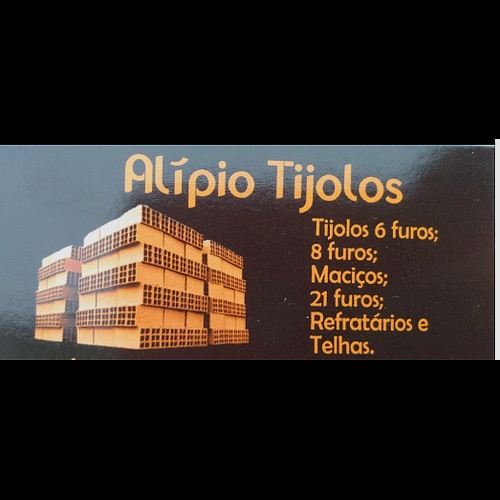 Alípio Tijolos
Tijolos 6 furos;
8 furos;
Maciços;
21 furos;
Refratários e
Telhas.